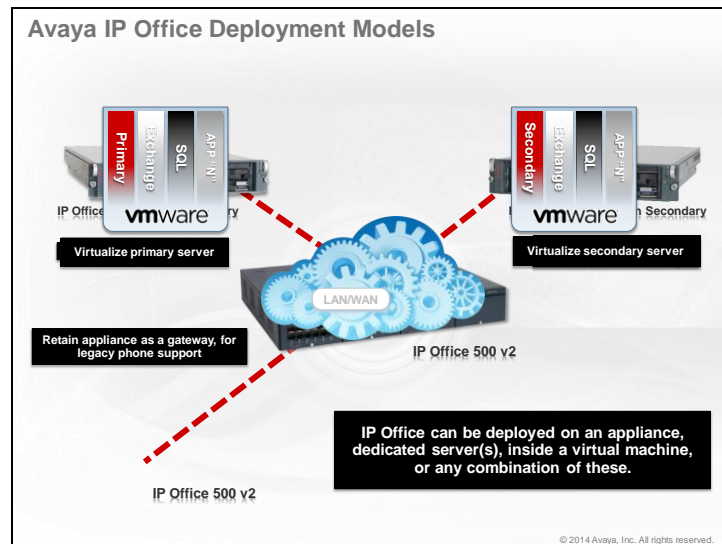 Avaya IP Office Deployment Models
Primary
Exchange
SQL
APP "N"
vmware
IP Office
Virtualize primary server
Secondary
Exchange
SQL
APP "N"
vmware
Secondary
Virtualize secondary server
LAN/WAN
Retain appliance as a gateway, for
legacy phone support
IP Office 500 v2
IP Office can be deployed on an appliance,
dedicated server(s), inside a virtual machine,
or any combination of these.
IP Office 500 v2
© 2014 Avaya, Inc. All rights reserved.